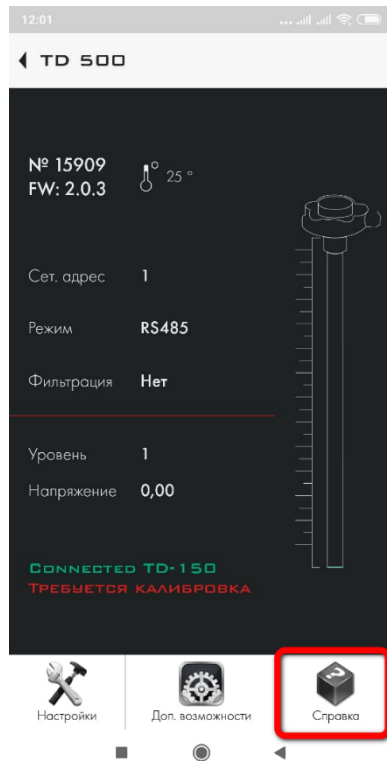 12:01
TD 500
№ 15909
FW: 2.0.3
25 °
Сет. адрес 1
Режим RS485
Фильтрация Нет
Уровень 1
Напряжение 0,00
Connected TD-150
Требуется калибровка
Настройки Доп. возможности Справка